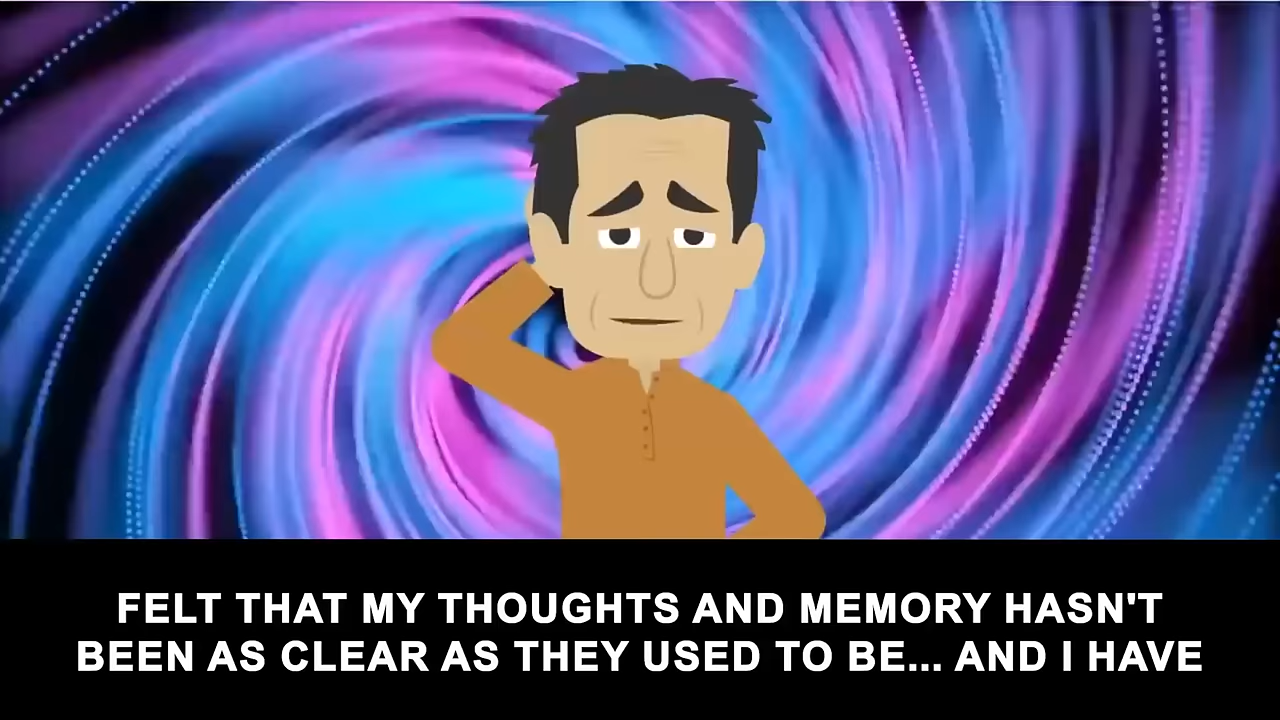 FELT THAT MY THOUGHTS AND MEMORY HASN'T
BEEN AS CLEAR AS THEY USED TO BE... AND I HAVE